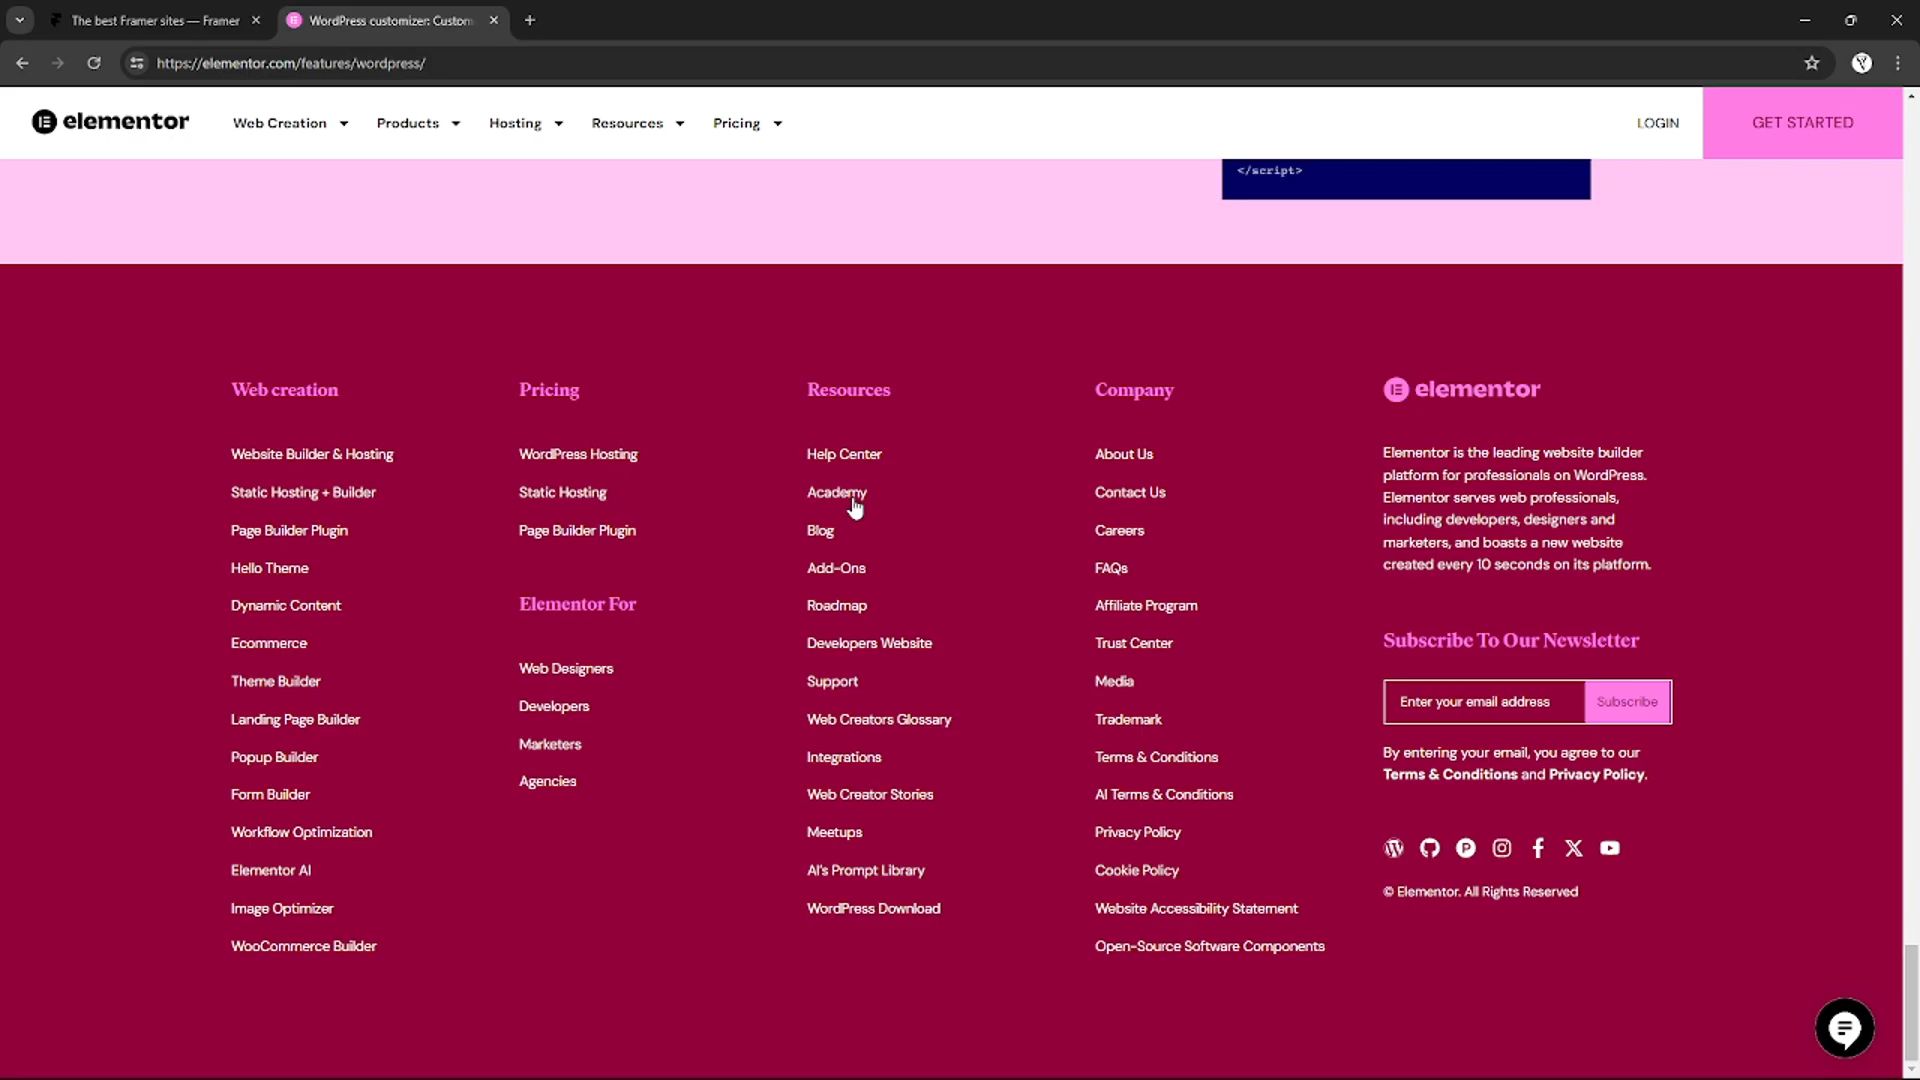 The best Framer sites — Framer
WordPress customizer: Custom
https://elementor.com/features/wordpress/
elementor
Web Creation
Products
Hosting
Resources
Pricing
LOGIN
GET STARTED
</script>
Web creation
Website Builder & Hosting
Static Hosting + Builder
Page Builder Plugin
Hello Theme
Dynamic Content
Ecommerce
Theme Builder
Landing Page Builder
Popup Builder
Form Builder
Workflow Optimization
Elementor AI
Image Optimizer
WooCommerce Builder
Pricing
WordPress Hosting
Static Hosting
Page Builder Plugin
Elementor For
Web Designers
Developers
Marketers
Agencies
Resources
Help Center
Academy
Blog
Add-Ons
Roadmap
Developers Website
Support
Web Creators Glossary
Integrations
Web Creator Stories
Meetups
AI's Prompt Library
WordPress Download
Company
About Us
Contact Us
Careers
FAQs
Affiliate Program
Trust Center
Media
Trademark
Terms & Conditions
AI Terms & Conditions
Privacy Policy
Cookie Policy
Website Accessibility Statement
Open-Source Software Components
elementor
Elementor is the leading website builder
platform for professionals on WordPress.
Elementor serves web professionals,
including developers, designers and
marketers, and boasts a new website
created every 10 seconds on its platform.
Subscribe To Our Newsletter
Enter your email address
Subscribe
By entering your email, you agree to our
Terms & Conditions and Privacy Policy.
© Elementor. All Rights Reserved